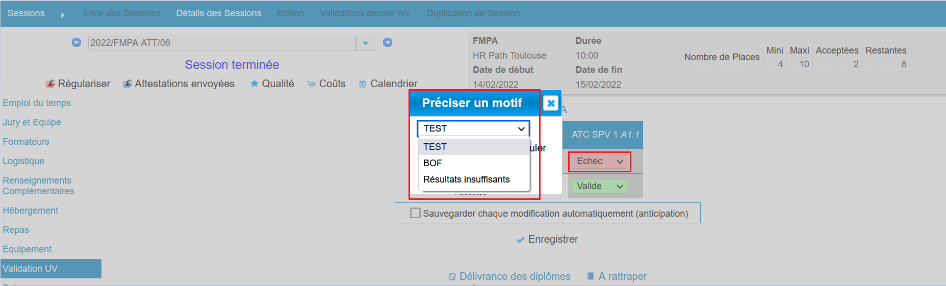 Sessions
Liste des Sessions
Détails des Sessions
Edition
Validations dernier niv.
Duplication de Session
2022/FMPA ATT/06
Session terminée
Régulariser
Attestations envoyées
Qualité
Coûts
Calendrier
FMPA
Durée
HR Path Toulouse
10:00
Date de début
Date de fin
14/02/2022
15/02/2022
Mini Maxi Acceptées Restantes
Nombre de Places
4 10 2 8
Emploi du temps
Jury et Equipe
Formateurs
Logistique
Renseignements
Complémentaires
Hébergement
Repas
Équipement
Validation UV
Préciser un motif
TEST
TEST
BOF
Résultats insuffisants
uler
A
ATC SPV 1 A1.1
Echec
Valide
Sauvegarder chaque modification automatiquement (anticipation)
Enregistrer
Délivrance des diplômes
A rattraper